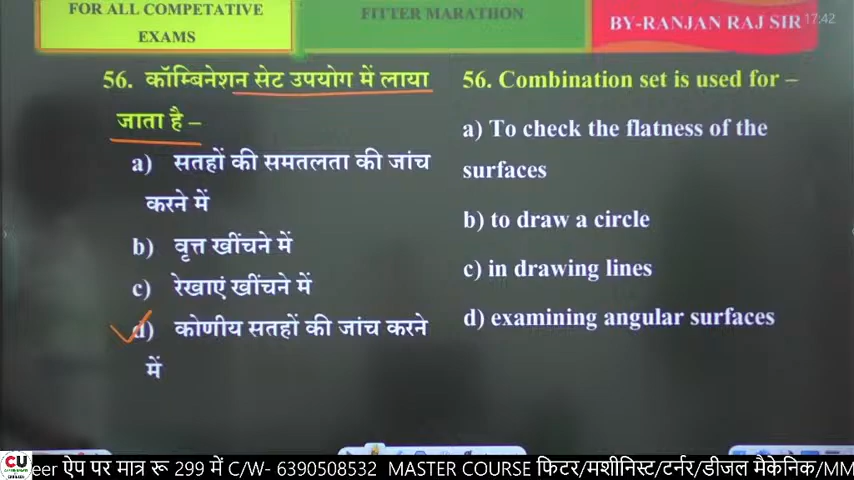 FOR ALL COMPETATIVE
EXAMS
FITTER MARATHON
BY-RANJAN RAJ SIR
17:42
56. कॉम्बिनेशन सेट उपयोग में लाया
जाता है –
a) सतहों की समतलता की जांच
करने में
b) वृत्त खींचने में
c) रेखाएं खींचने में
d) कोणीय सतहों की जांच करने
में
56. Combination set is used for –
a) To check the flatness of the
surfaces
b) to draw a circle
c) in drawing lines
d) examining angular surfaces
CU
eer ऐप पर मात्र रू 299 में C/W- 6390508532 MASTER COURSE फिटर/मशीनिस्ट/टर्नर/डीजल मैकेनिक/MM